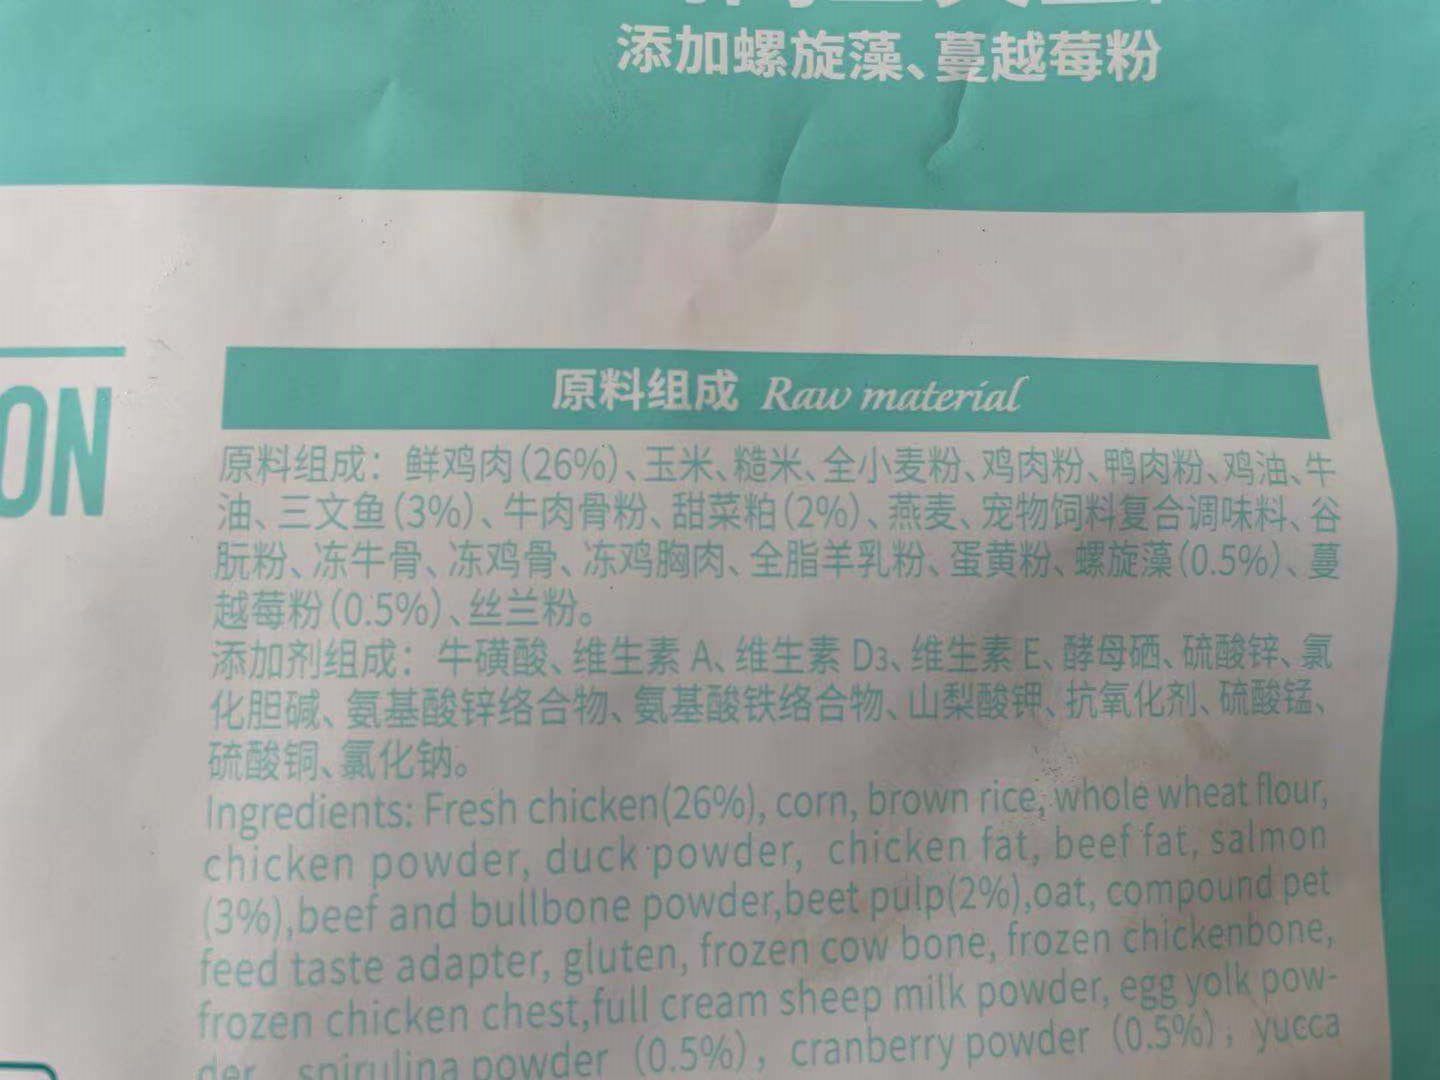 添加螺旋藻、蔓越莓粉
ON
原料组成 Raw material
原料组成：鲜鸡肉(26%)、玉米、糙米、全小麦粉、鸡肉粉、鸭肉粉、鸡油、牛
油、三文鱼(3%)、牛肉骨粉、甜菜粕(2%)、燕麦、宠物饲料复合调味料、谷
朊粉、冻牛骨、冻鸡骨、冻鸡胸肉、全脂羊乳粉、蛋黄粉、螺旋藻(0.5%)、蔓
越莓粉(0.5%)、丝兰粉。
添加剂组成：牛磺酸、维生素 A、维生素 D3、维生素 E、酵母硒、硫酸锌、氯
化胆碱、氨基酸锌络合物、氨基酸铁络合物、山梨酸钾、抗氧化剂、硫酸锰、
硫酸铜、氯化钠。
Ingredients: Fresh chicken(26%), corn, brown rice, whole wheat flour,
chicken powder, duck powder, chicken fat, beef fat, salmon
(3%),beef and bullbone powder,beet pulp(2%),oat, compound pet
feed taste adapter, gluten, frozen cow bone, frozen chickenbone,
frozen chicken chest,full cream sheep milk powder, egg yolk pow-
der, spirulina powder (0.5%), cranberry powder (0.5%), yucca